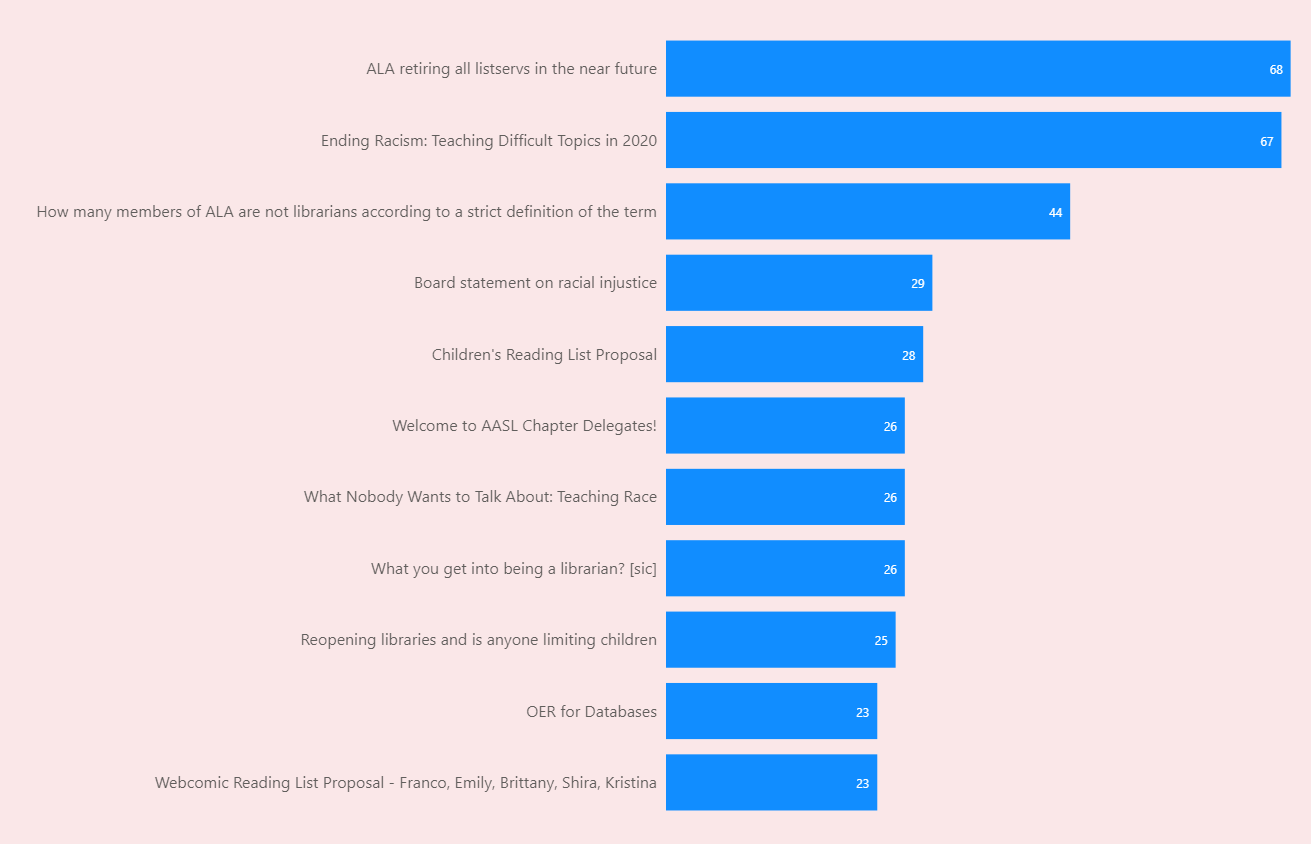 ALA retiring all listservs in the near future 68
Ending Racism: Teaching Difficult Topics in 2020 67
How many members of ALA are not librarians according to a strict definition of the term 44
Board statement on racial injustice 29
Children's Reading List Proposal 28
Welcome to AASL Chapter Delegates! 26
What Nobody Wants to Talk About: Teaching Race 26
What you get into being a librarian? [sic] 26
Reopening libraries and is anyone limiting children 25
OER for Databases 23
Webcomic Reading List Proposal - Franco, Emily, Brittany, Shira, Kristina 23